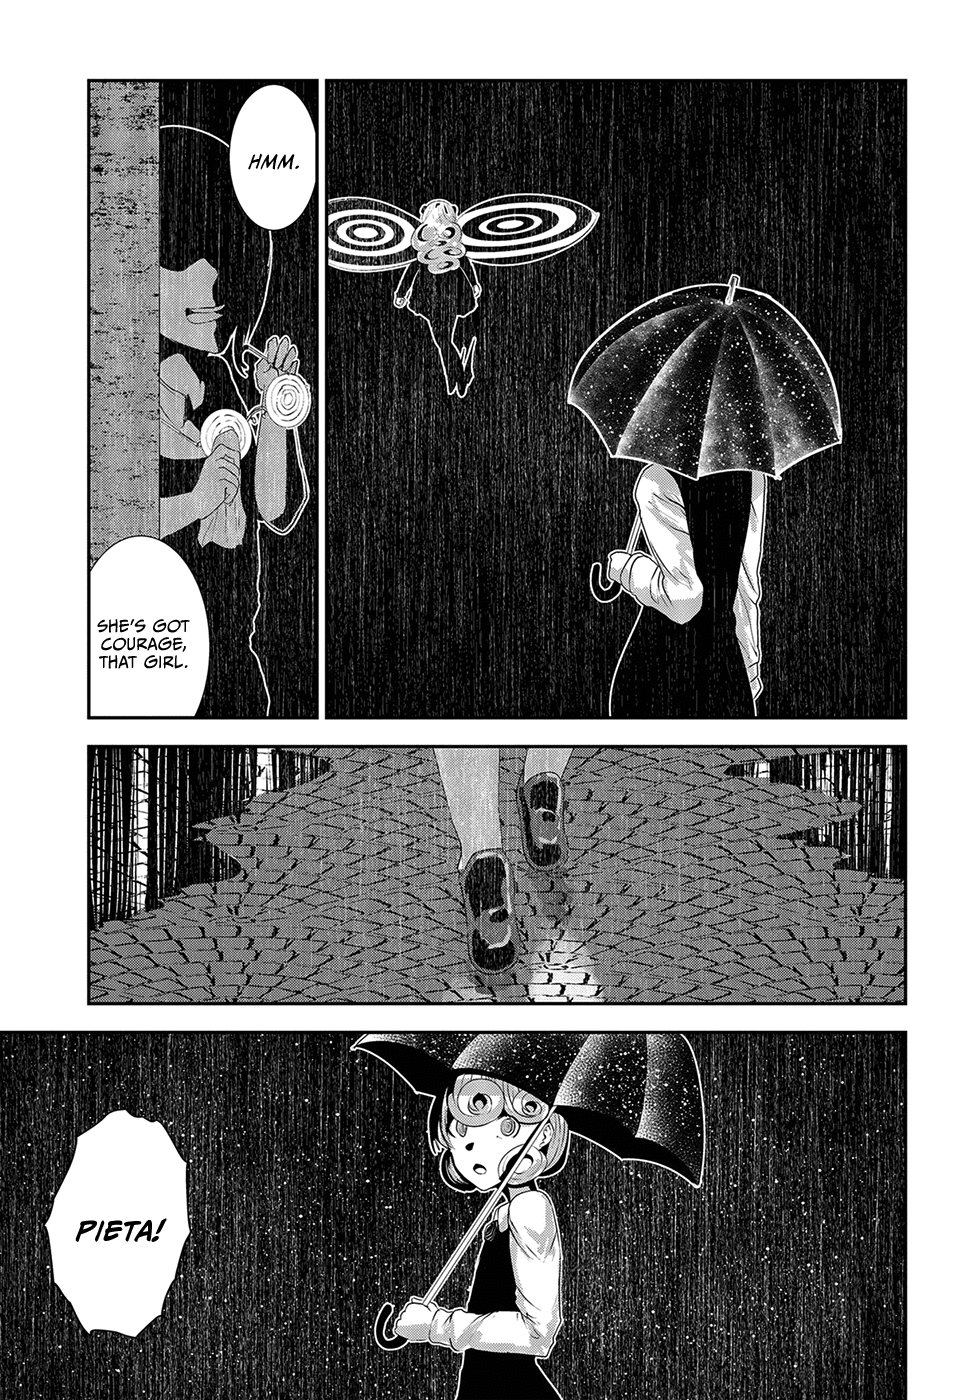 HMM.
SHE'S GOT
COURAGE,
THAT GIRL.
PIETA!